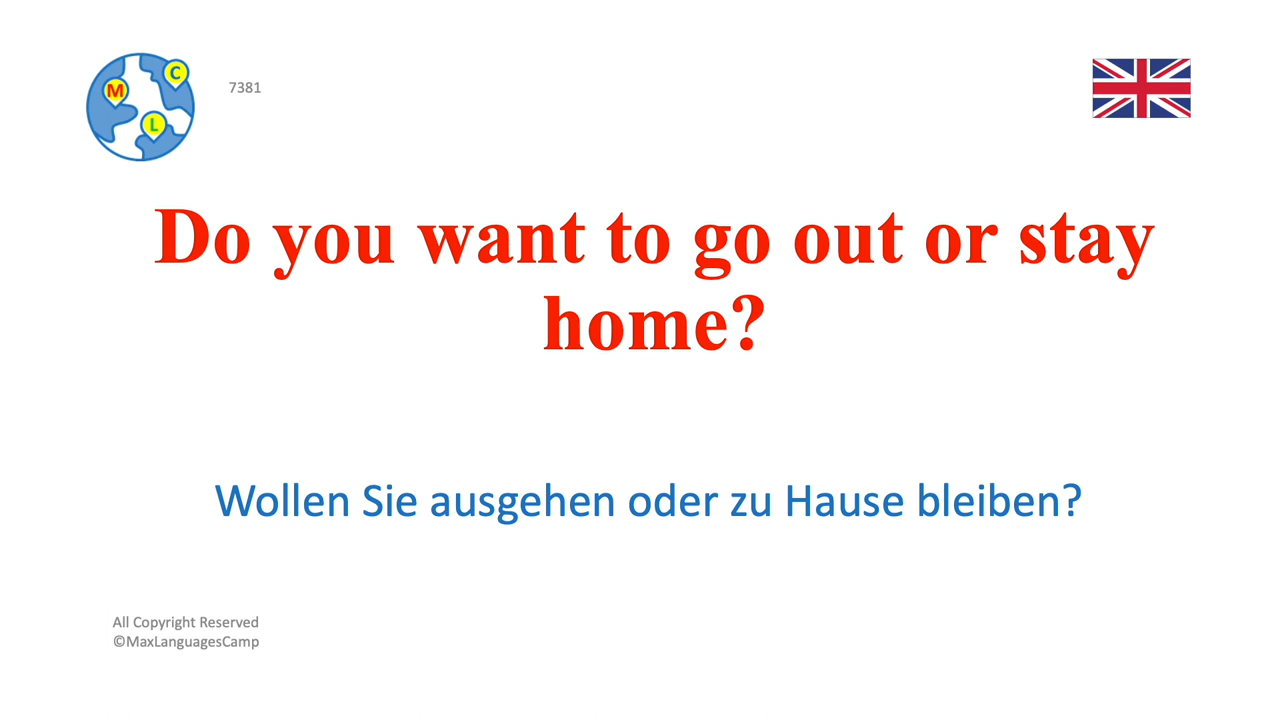 C
M
L
7381
Do you want to go out or stay
home?
Wollen Sie ausgehen oder zu Hause bleiben?
All Copyright Reserved
©MaxLanguagesCamp